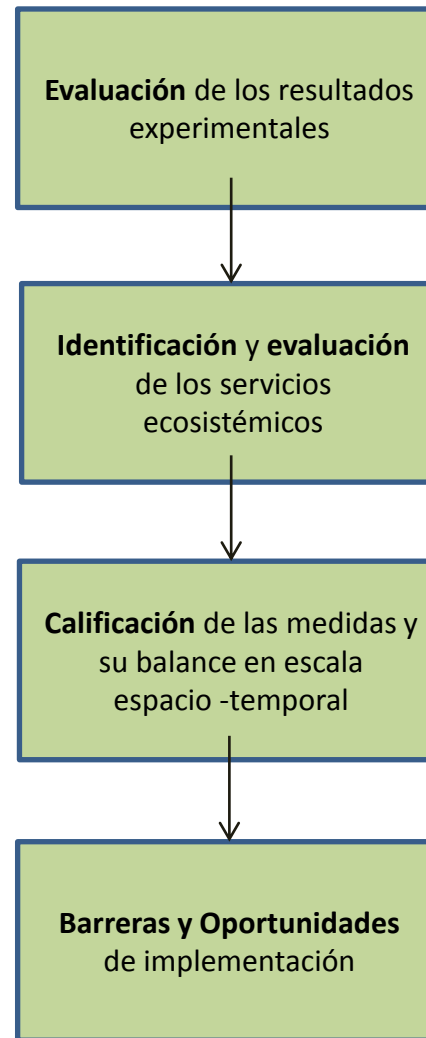 Evaluación de los resultados
experimentales
Identificación y evaluación
de los servicios
ecosistémicos
Calificación de las medidas y
su balance en escala
espacio -temporal
Barreras y Oportunidades
de implementación